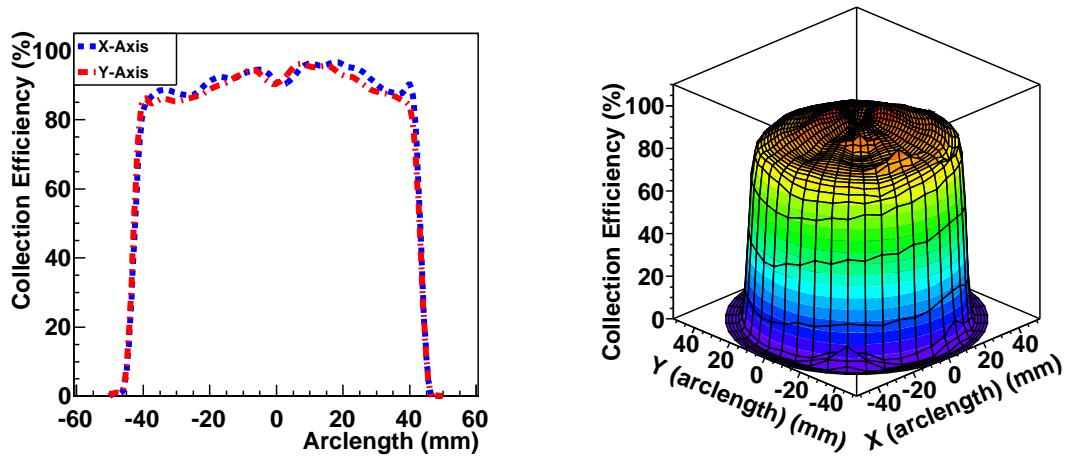 Collection Efficiency (%)
100
80
60
40
20
0
X-Axis
Y-Axis
-60 -40 -20 0 20 40 60
Arclength (mm)
Collection Efficiency (%)
100
80
60
40
20
0
40 20 0 -20 -40
Y (arclength) (mm)
-40 -20 0 20 40
X (arclength) (mm)